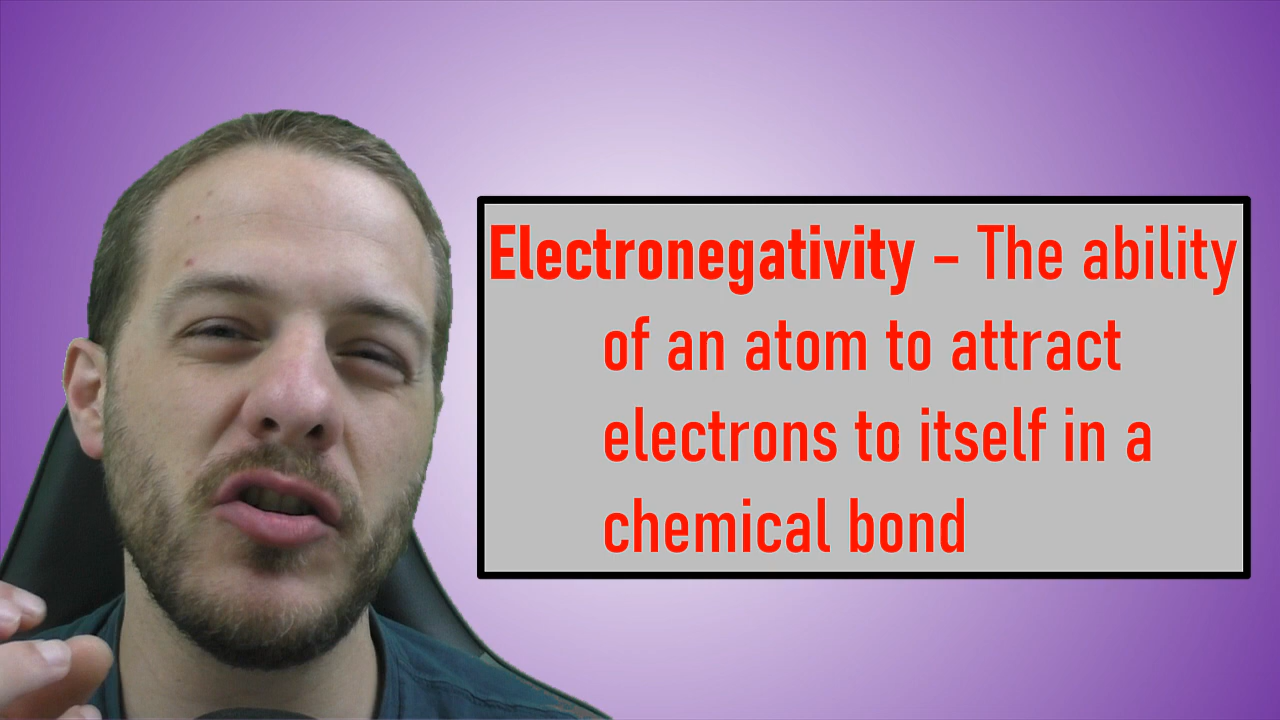 Electronegativity – The ability
of an atom to attract
electrons to itself in a
chemical bond